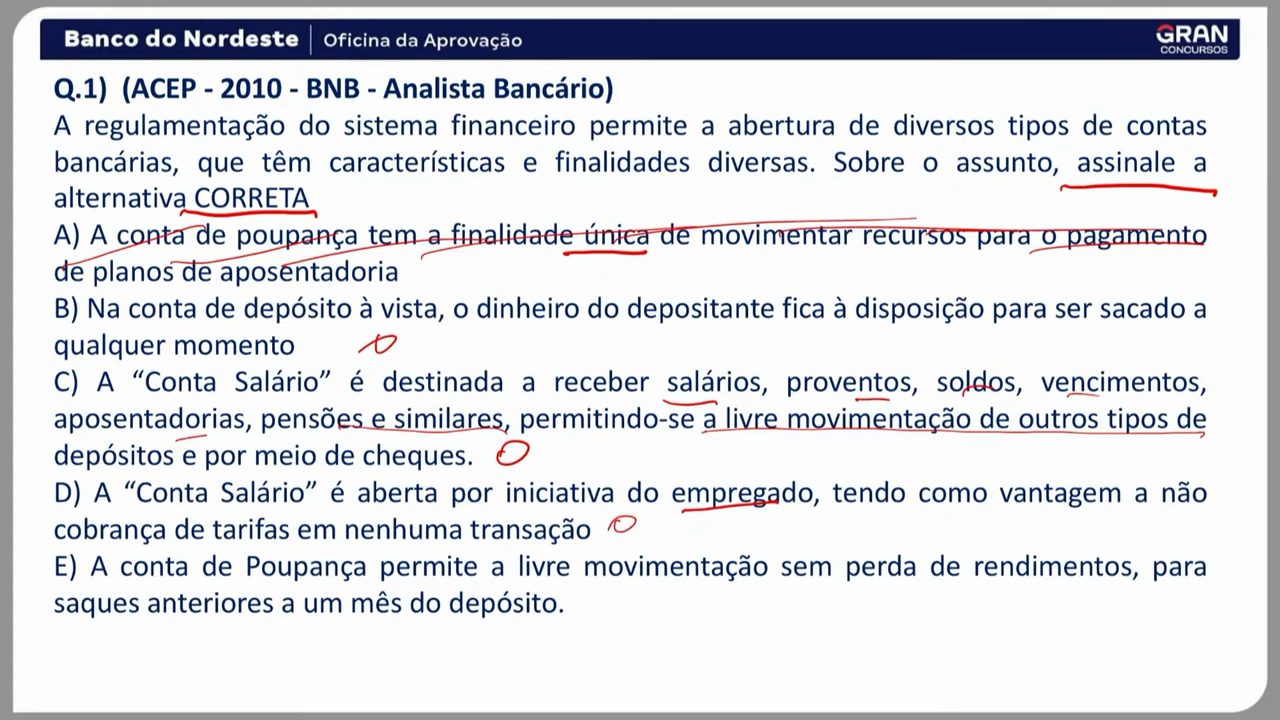 Banco do Nordeste | Oficina da Aprovação
GRAN
CONCURSOS
Q.1) (ACEP - 2010 - BNB - Analista Bancário)
A regulamentação do sistema financeiro permite a abertura de diversos tipos de contas
bancárias, que têm características e finalidades diversas. Sobre o assunto, assinale a
alternativa CORRETA
A) A conta de poupança tem a finalidade única de movimentar recursos para o pagamento
de planos de aposentadoria
B) Na conta de depósito à vista, o dinheiro do depositante fica à disposição para ser sacado a
qualquer momento
C) A “Conta Salário” é destinada a receber salários, proventos, soldos, vencimentos,
aposentadorias, pensões e similares, permitindo-se a livre movimentação de outros tipos de
depósitos e por meio de cheques.
D) A “Conta Salário” é aberta por iniciativa do empregado, tendo como vantagem a não
cobrança de tarifas em nenhuma transação
E) A conta de Poupança permite a livre movimentação sem perda de rendimentos, para
saques anteriores a um mês do depósito.